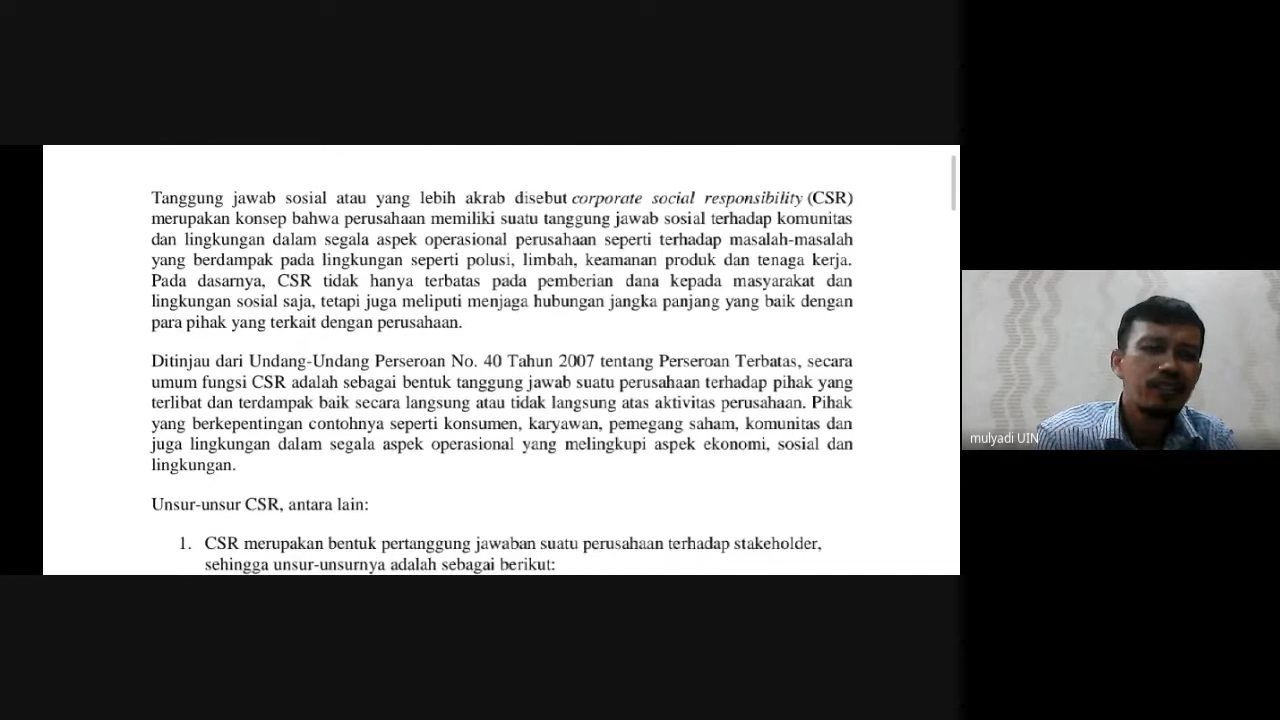 Tanggung jawab sosial atau yang lebih akrab disebut corporate social responsibility (CSR)
merupakan konsep bahwa perusahaan memiliki suatu tanggung jawab sosial terhadap komunitas
dan lingkungan dalam segala aspek operasional perusahaan seperti terhadap masalah-masalah
yang berdampak pada lingkungan seperti polusi, limbah, keamanan produk dan tenaga kerja.
Pada dasarnya, CSR tidak hanya terbatas pada pemberian dana kepada masyarakat dan
lingkungan sosial saja, tetapi juga meliputi menjaga hubungan jangka panjang yang baik dengan
para pihak yang terkait dengan perusahaan.
Ditinjau dari Undang-Undang Perseroan No. 40 Tahun 2007 tentang Perseroan Terbatas, secara
umum fungsi CSR adalah sebagai bentuk tanggung jawab suatu perusahaan terhadap pihak yang
terlibat dan terdampak baik secara langsung atau tidak langsung atas aktivitas perusahaan. Pihak
yang berkepentingan contohnya seperti konsumen, karyawan, pemegang saham, komunitas dan
juga lingkungan dalam segala aspek operasional yang melingkupi aspek ekonomi, sosial dan
lingkungan.
Unsur-unsur CSR, antara lain:
1. CSR merupakan bentuk pertanggung jawaban suatu perusahaan terhadap stakeholder,
sehingga unsur-unsurnya adalah sebagai berikut:
mulyadi UIN